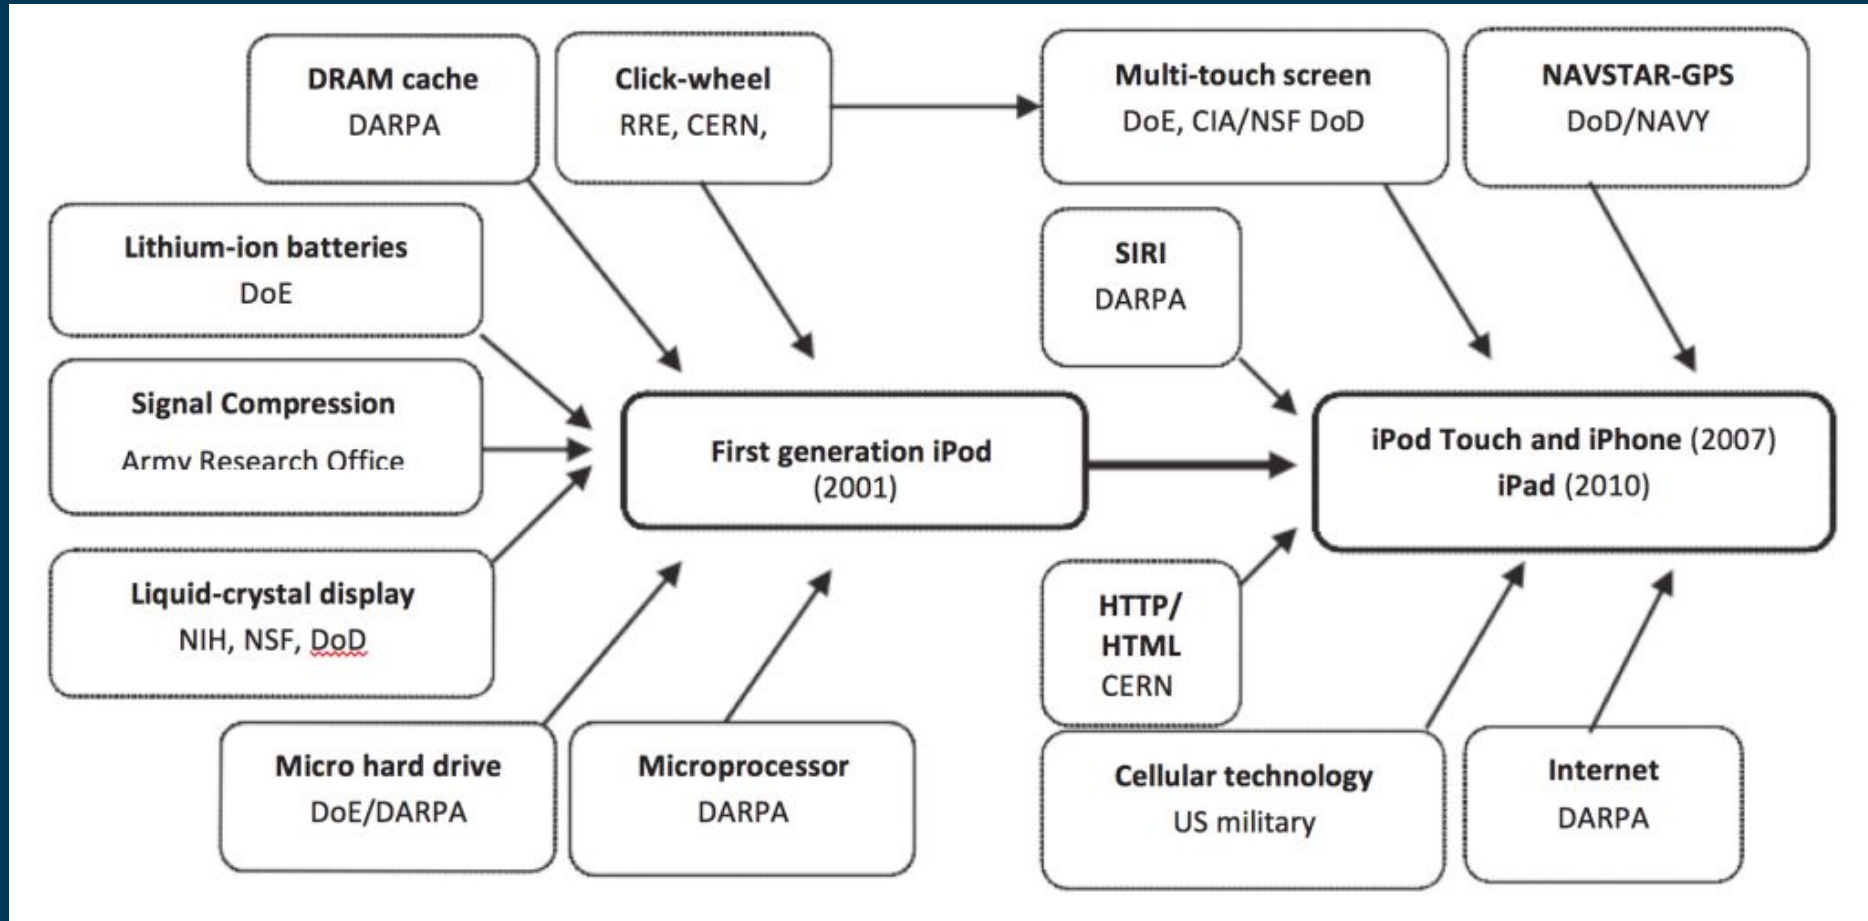 DRAM cache
DARPA
Click-wheel
RRE, CERN,
Multi-touch screen
DoE, CIA/NSF DoD
NAVSTAR-GPS
DoD/NAVY
Lithium-ion batteries
DoE
SIRI
DARPA
Signal Compression
Army Research Office
First generation iPod
(2001)
iPod Touch and iPhone (2007)
iPad (2010)
Liquid-crystal display
NIH, NSF, DoD
HTTP/
HTML
CERN
Micro hard drive
DoE/DARPA
Microprocessor
DARPA
Cellular technology
US military
Internet
DARPA